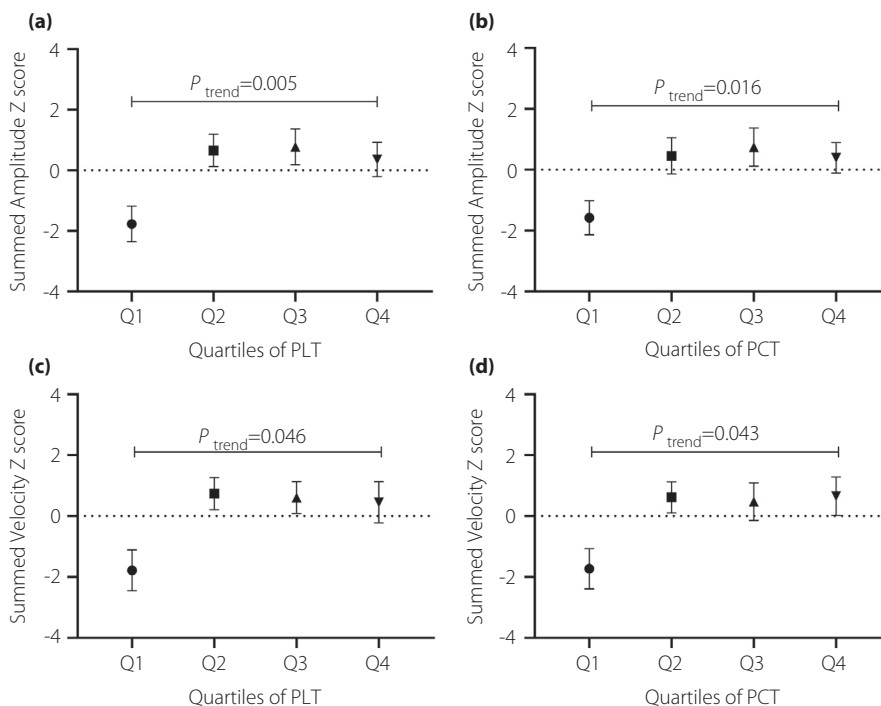 (a)
4
2
0
-2
-4
Summed Amplitude Z score
P trend=0.005
Q1 Q2 Q3 Q4
Quartiles of PLT
(b)
4
2
0
-2
-4
Summed Amplitude Z score
P trend=0.016
Q1 Q2 Q3 Q4
Quartiles of PCT
(c)
4
2
0
-2
-4
Summed Velocity Z score
P trend=0.046
Q1 Q2 Q3 Q4
Quartiles of PLT
(d)
4
2
0
-2
-4
Summed Velocity Z score
P trend=0.043
Q1 Q2 Q3 Q4
Quartiles of PCT